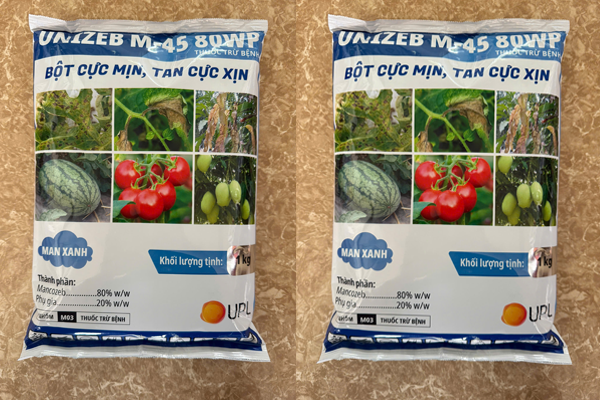 UNIZEB M-45 80WP
THUỐC TRỪ BỆNH
BỘT CỰC MỊN, TAN CỰC XỊN
MAN XANH
Khối lượng tịnh: 1 kg
Thành phần:
Mancozeb...............80% w/w
Phụ gia..................20% w/w
UPL
NHÓM M03 THUỐC TRỪ BỆNH
UNIZEB M-45 80WP
THUỐC TRỪ BỆNH
BỘT CỰC MỊN, TAN CỰC XỊN
MAN XANH
Khối lượng tịnh: 1 kg
Thành phần:
Mancozeb...............80% w/w
Phụ gia..................20% w/w
UPL
NHÓM M03 THUỐC TRỪ BỆNH